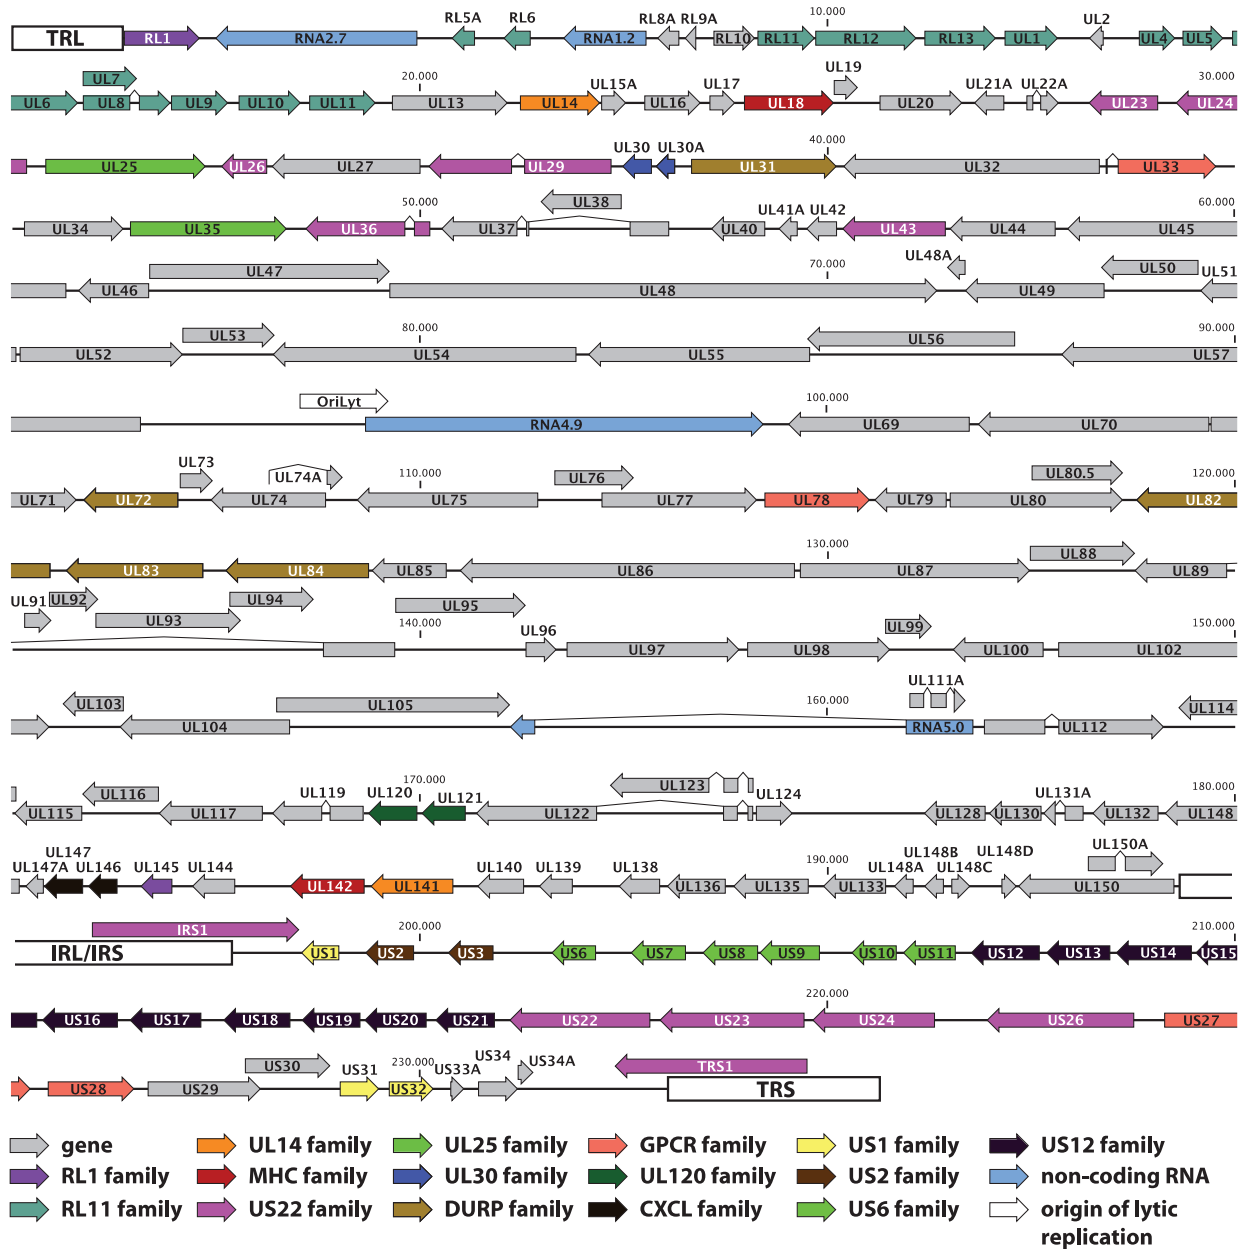 10.000
TRL RL1 RNA2.7 RL5A RL6 RNA1.2 RL8A RL9A RL10 RL11 RL12 RL13 UL1 UL2 UL4 UL5
20.000 30.000
UL6 UL7 UL8 UL9 UL10 UL11 UL13 UL14 UL15A UL16 UL17 UL18 UL19 UL20 UL21A UL22A UL23 UL24
40.000
UL25 UL26 UL27 UL29 UL30 UL30A UL31 UL32 UL33
50.000 60.000
UL34 UL35 UL36 UL37 UL38 UL40 UL41A UL42 UL43 UL44 UL45
70.000
UL46 UL47 UL48 UL48A UL49 UL50 UL51
80.000 90.000
UL52 UL53 UL54 UL55 UL56 UL57
100.000
OriLyt RNA4.9 UL69 UL70
110.000 120.000
UL71 UL72 UL73 UL74 UL74A UL75 UL76 UL77 UL78 UL79 UL80 UL80.5 UL82
130.000
UL83 UL84 UL85 UL86 UL87 UL88 UL89
140.000 150.000
UL91 UL92 UL93 UL94 UL95 UL96 UL97 UL98 UL99 UL100 UL102
160.000
UL103 UL104 UL105 RNA5.0 UL111A UL112 UL114
170.000 180.000
UL115 UL116 UL117 UL119 UL120 UL121 UL122 UL123 UL124 UL128 UL130 UL131A UL132 UL148
190.000
UL147A UL147 UL146 UL145 UL144 UL142 UL141 UL140 UL139 UL138 UL136 UL135 UL133 UL148A UL148B UL148C UL148D UL150 UL150A
200.000 210.000
IRL/IRS IRS1 US1 US2 US3 US6 US7 US8 US9 US10 US11 US12 US13 US14 US15
220.000
US16 US17 US18 US19 US20 US21 US22 US23 US24 US26 US27
230.000
US28 US29 US30 US31 US32 US33A US34 US34A TRS1 TRS
gene UL14 family UL25 family GPCR family US1 family US12 family
RL1 family MHC family UL30 family UL120 family US2 family non-coding RNA
RL11 family US22 family DURP family CXCL family US6 family origin of lytic
replication